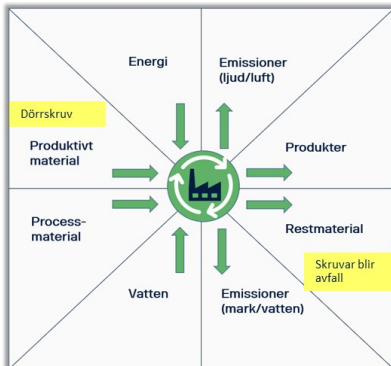 Energi
Emissioner
(ljud/luft)
Dörrskruv
Produktivt
material
Produkter
Process-
material
Restmaterial
Vatten
Emissioner
(mark/vatten)
Skruvar blir
avfall